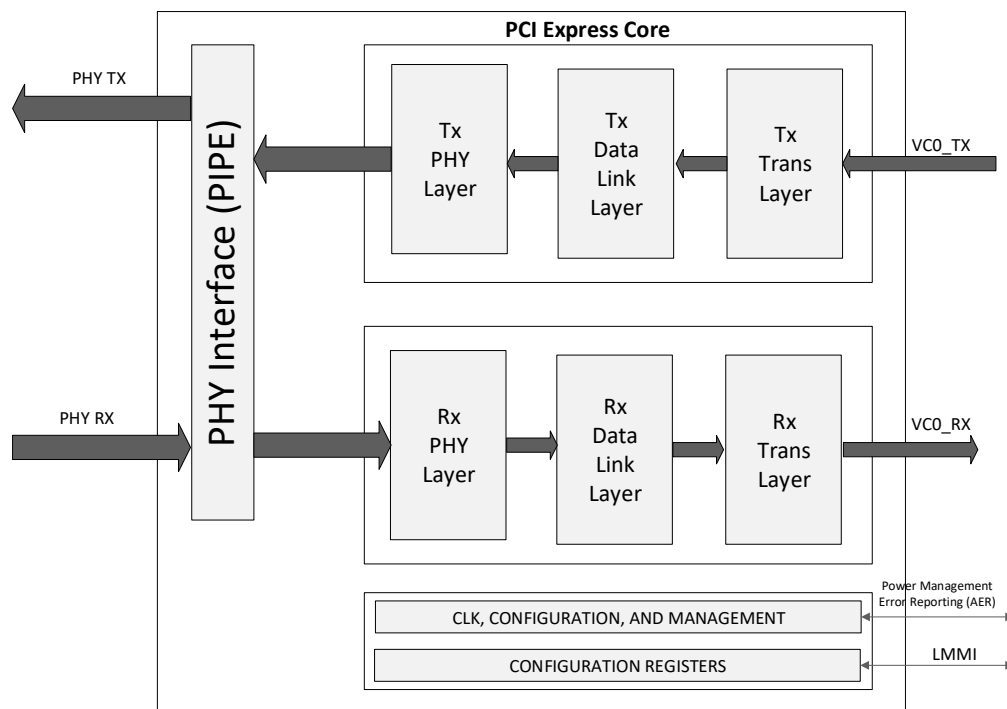 PCI Express Core
PHY TX
PHY Interface (PIPE)
Tx
PHY
Layer
Tx
Data
Link
Layer
Tx
Trans
Layer
VC0_TX
PHY RX
Rx
PHY
Layer
Rx
Data
Link
Layer
Rx
Trans
Layer
VC0_RX
CLK, CONFIGURATION, AND MANAGEMENT
Power Management
Error Reporting (AER)
CONFIGURATION REGISTERS
LMMI